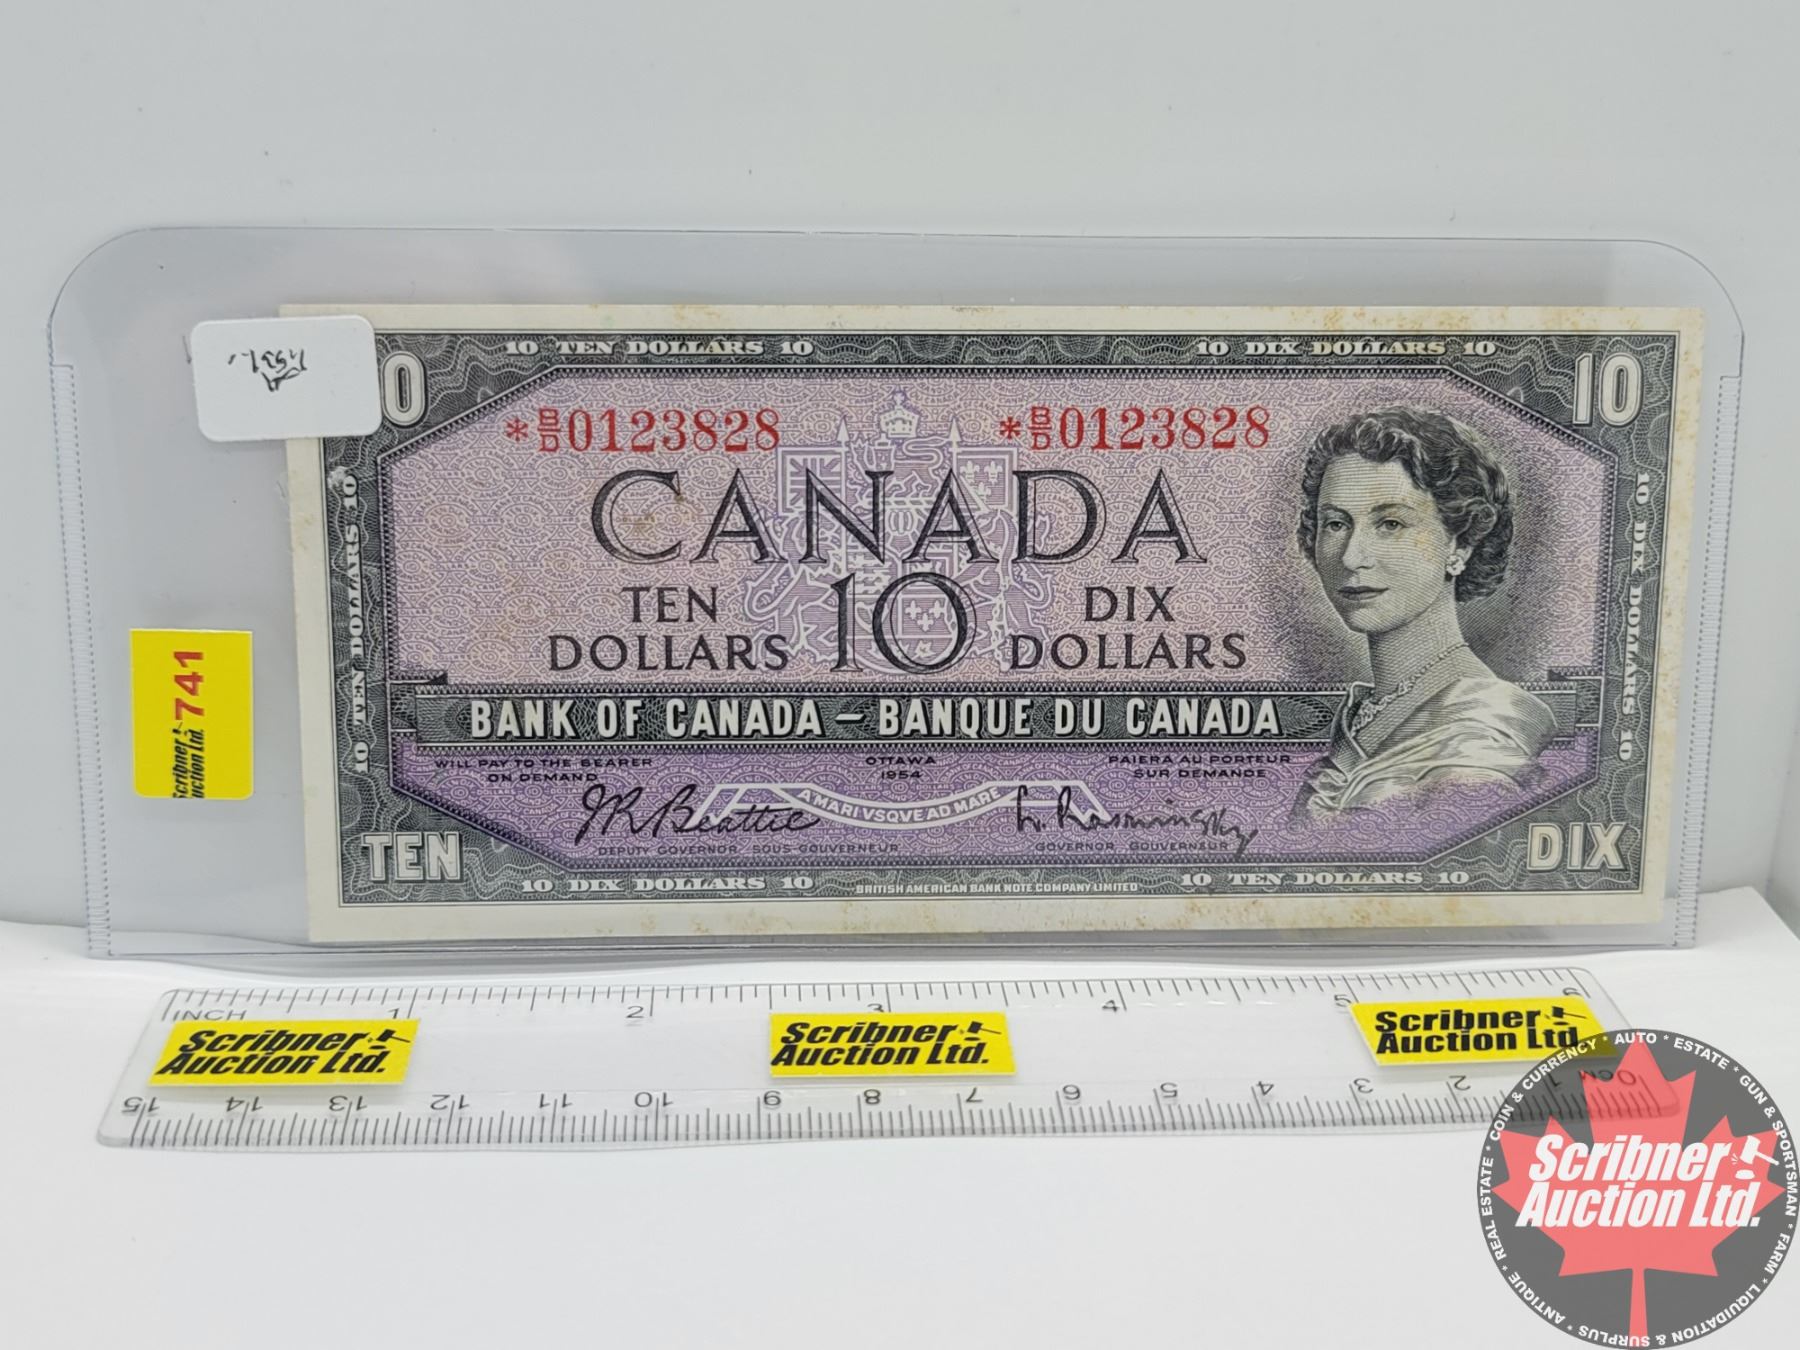 10 TEN DOLLARS 10
10 DIX DOLLARS 10
0
10
*B/D0123828
*B/D0123828
CANADA
TEN DOLLARS
10
DIX DOLLARS
BANK OF CANADA – BANQUE DU CANADA
WILL PAY TO THE BEARER ON DEMAND
OTTAWA 1954
PAIERA AU PORTEUR SUR DEMANDE
A MARI VSQVE AD MARE
J.R. Beattie
L. Rasminsky
DEPUTY GOVERNOR SOUS-GOUVERNEUR
GOVERNOR GOUVERNEUR
TEN
DIX
10 DIX DOLLARS 10
BRITISH AMERICAN BANK NOTE COMPANY LIMITED
10 TEN DOLLARS 10
10 TEN DOLLARS 10
10 DIX DOLLARS 10
741
Scribner
Auction Ltd.
INCH 1 2 3 4 5 6
Scribner
Auction Ltd.
Scribner
Auction Ltd.
Scribner
Auction Ltd.
15 14 13 12 11 10 9 8 7 6 5 4 3 2 1 0CM
Scribner
Auction Ltd.
* COIN & CURRENCY * AUTO * ESTATE * GUN & SPORTSMAN * FARM * LIQUIDATION & SURPLUS * ANTIQUE * REAL ESTATE